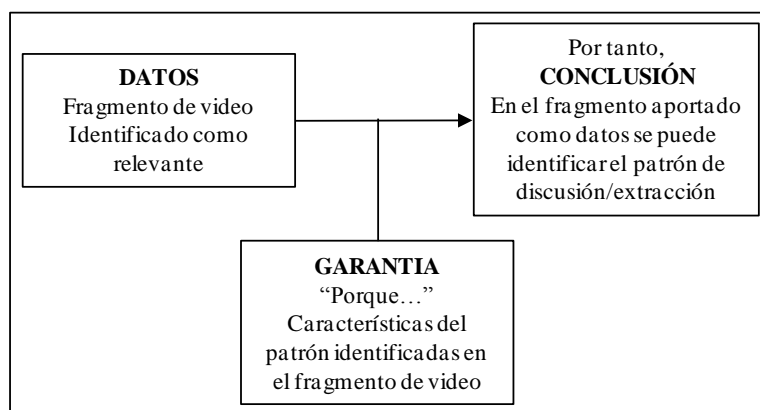 DATOS
Fragmento de video
Identificado como
relevante
Por tanto,
CONCLUSIÓN
En el fragmento aportado
como datos se puede
identificar el patrón de
discusión/extracción
GARANTIA
“Porque…”
Características del
patrón identificadas en
el fragmento de video